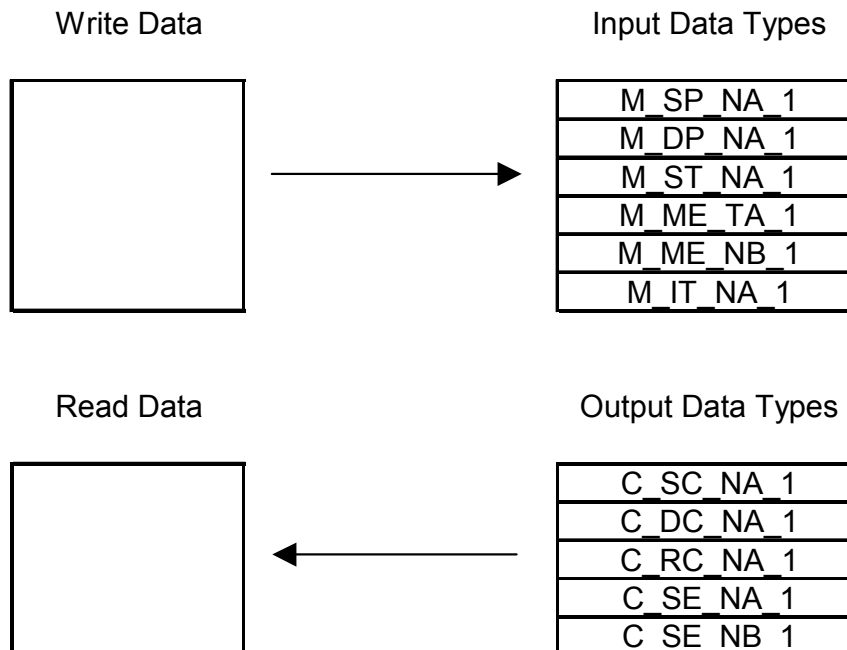 Write Data
Input Data Types
M_SP_NA_1
M_DP_NA_1
M_ST_NA_1
M_ME_TA_1
M_ME_NB_1
M_IT_NA_1
Read Data
Output Data Types
C_SC_NA_1
C_DC_NA_1
C_RC_NA_1
C_SE_NA_1
C_SE_NB_1